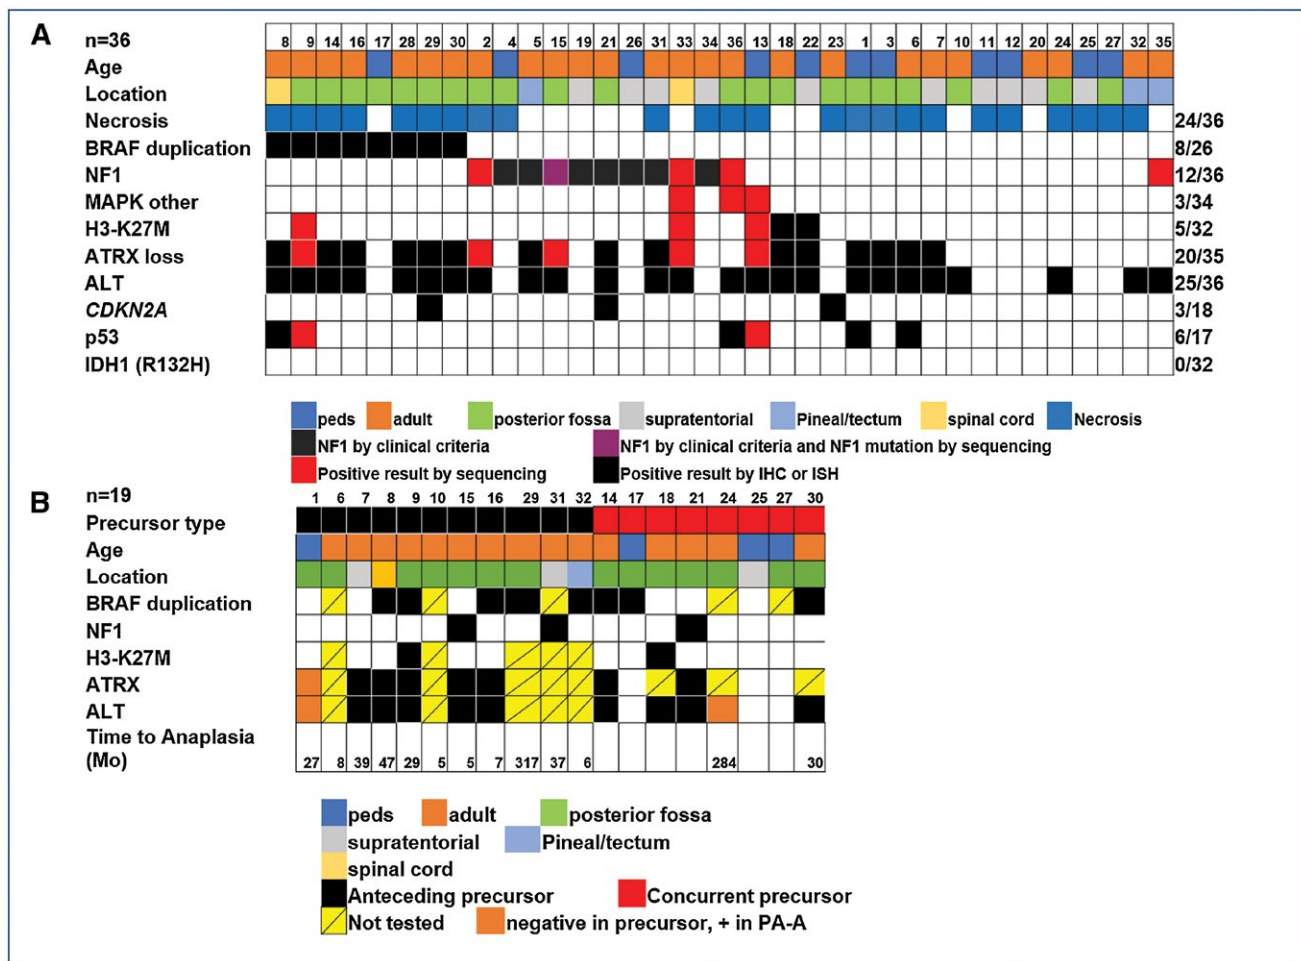 A
n=36 8 9 14 16 17 28 29 30 2 4 5 15 19 21 26 31 33 34 36 13 18 22 23 1 3 6 7 10 11 12 20 24 25 27 32 35
Age
Location
Necrosis 24/36
BRAF duplication 8/26
NF1 12/36
MAPK other 3/34
H3-K27M 5/32
ATRX loss 20/35
ALT 25/36
CDKN2A 3/18
p53 6/17
IDH1 (R132H) 0/32
peds adult posterior fossa supratentorial Pineal/tectum spinal cord Necrosis
NF1 by clinical criteria NF1 by clinical criteria and NF1 mutation by sequencing
Positive result by sequencing Positive result by IHC or ISH
B
n=19 1 6 7 8 9 10 15 16 29 31 32 14 17 18 21 24 25 27 30
Precursor type
Age
Location
BRAF duplication
NF1
H3-K27M
ATRX
ALT
Time to Anaplasia
(Mo) 27 8 39 47 29 5 5 7 317 37 6 284 30
peds adult posterior fossa
supratentorial Pineal/tectum
spinal cord
Anteceding precursor Concurrent precursor
Not tested negative in precursor, + in PA-A